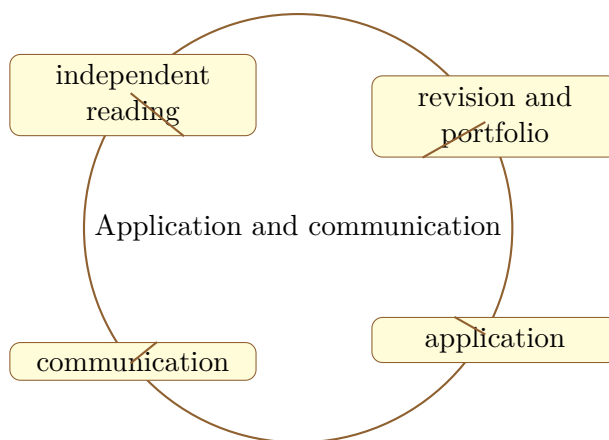 independent
reading
revision and
portfolio
Application and communication
communication
application